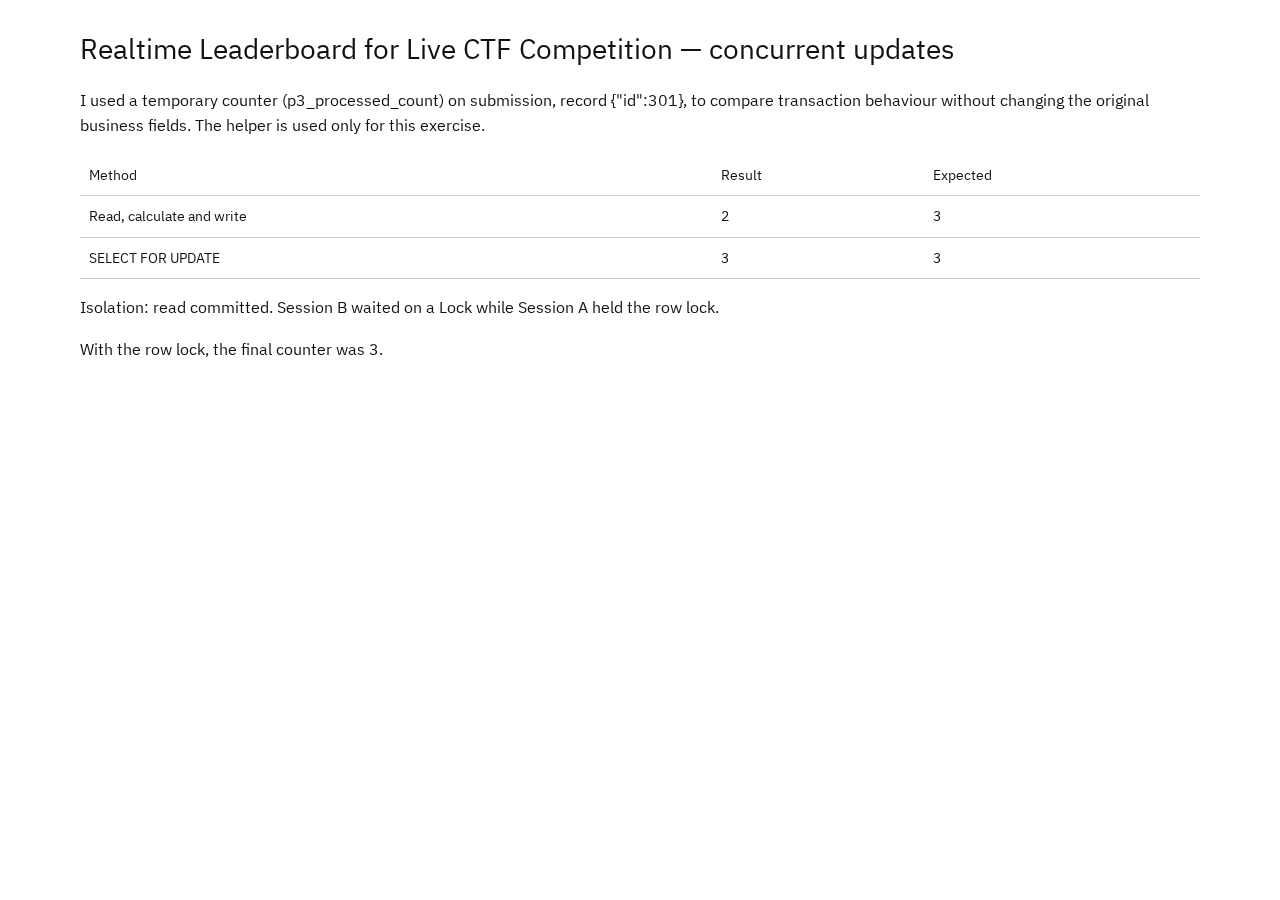 Realtime Leaderboard for Live CTF Competition — concurrent updates
I used a temporary counter (p3_processed_count) on submission, record {"id":301}, to compare transaction behaviour without changing the original
business fields. The helper is used only for this exercise.
Method Result Expected
Read, calculate and write 2 3
SELECT FOR UPDATE 3 3
Isolation: read committed. Session B waited on a Lock while Session A held the row lock.
With the row lock, the final counter was 3.